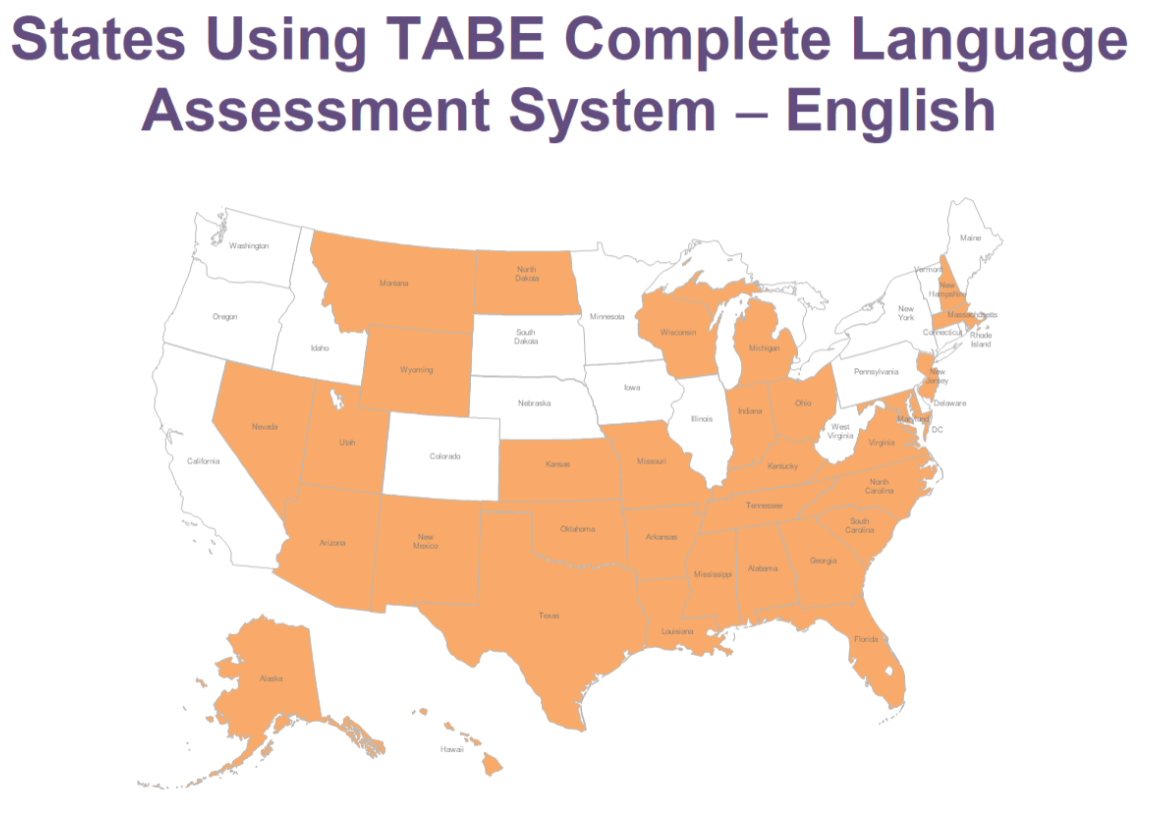 States Using TABE Complete Language
Assessment System – English
Maine
Washington
Vermont
Montana
North
Dakota
New
Hampshire
Oregon
Minnesota
New
York
Massachusetts
South
Dakota
Wisconsin
Connecticut
Rhode
Island
Idaho
Michigan
Wyoming
Pennsylvania
New
Jersey
Iowa
Nebraska
Ohio
Delaware
Indiana
Illinois
Maryland
Nevada
West
Virginia
DC
Utah
Virginia
Colorado
California
Kansas
Missouri
Kentucky
North
Carolina
Tennessee
South
Carolina
Oklahoma
Arkansas
Arizona
New
Mexico
Georgia
Alabama
Mississippi
Texas
Louisiana
Florida
Alaska
Hawaii